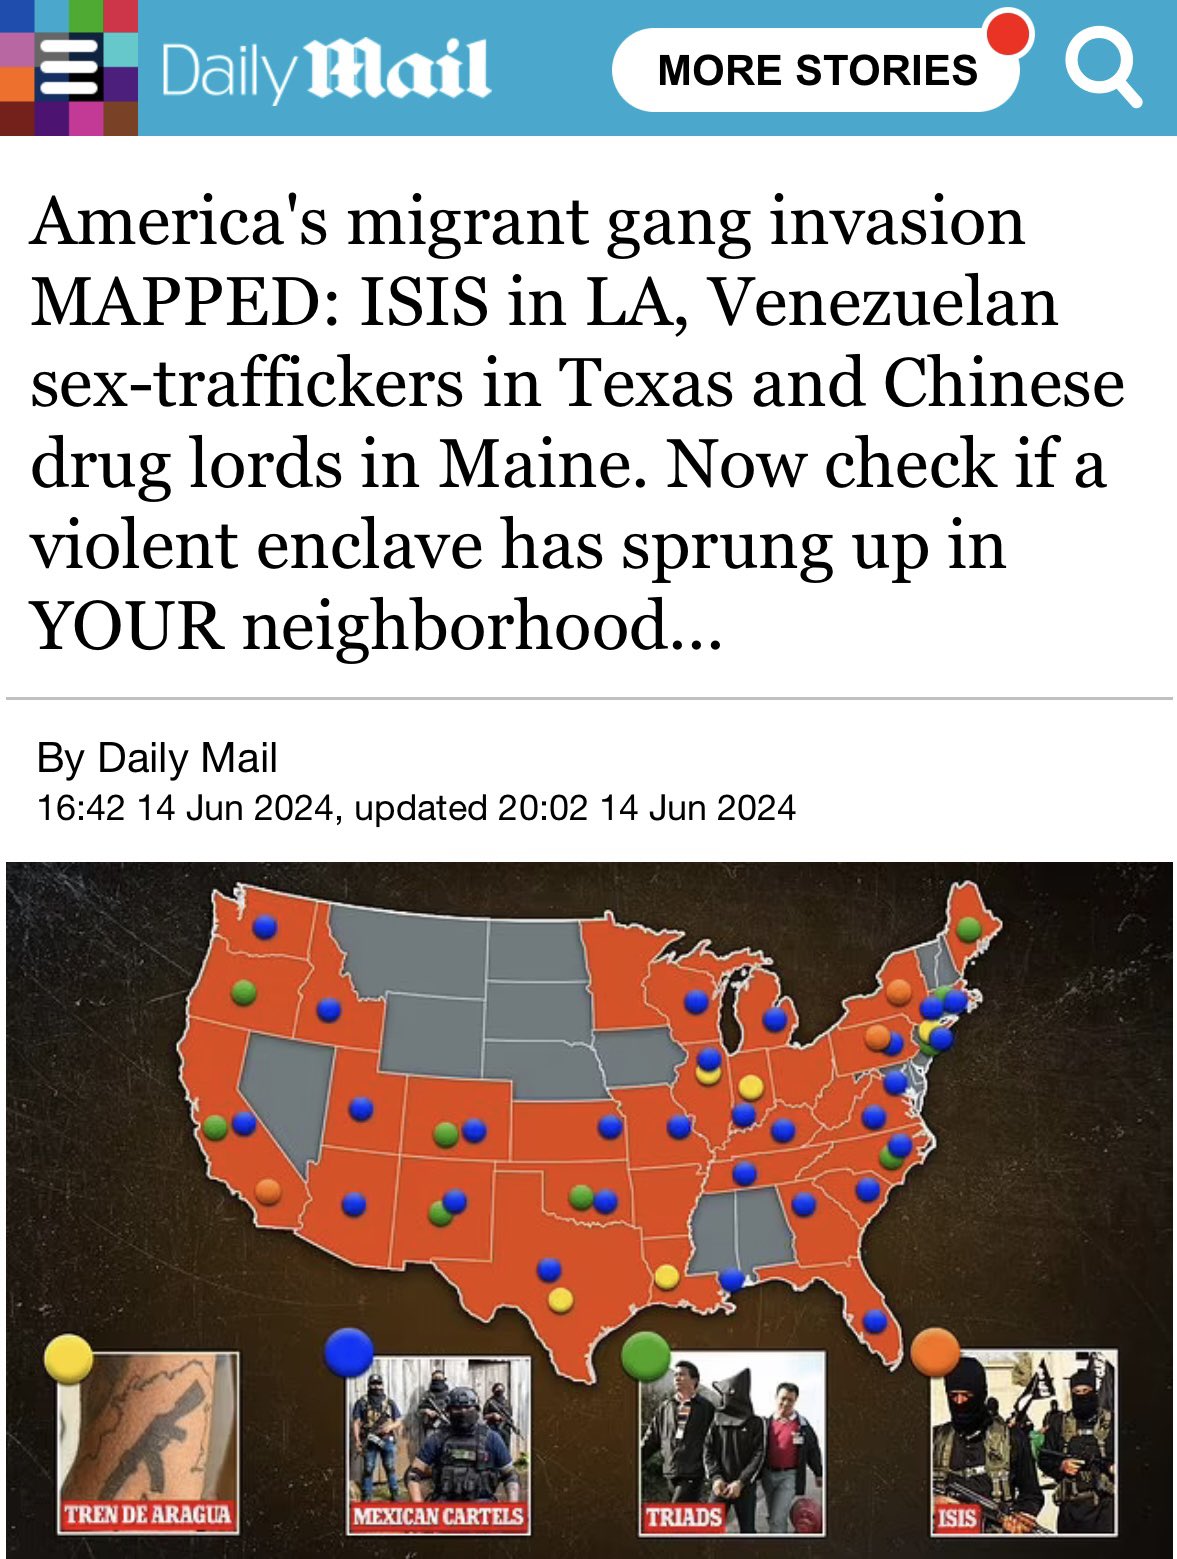 Daily Mail
MORE STORIES
America's migrant gang invasion
MAPPED: ISIS in LA, Venezuelan
sex-traffickers in Texas and Chinese
drug lords in Maine. Now check if a
violent enclave has sprung up in
YOUR neighborhood...
By Daily Mail
16:42 14 Jun 2024, updated 20:02 14 Jun 2024
TREN DE ARAGUA
MEXICAN CARTELS
TRIADS
ISIS